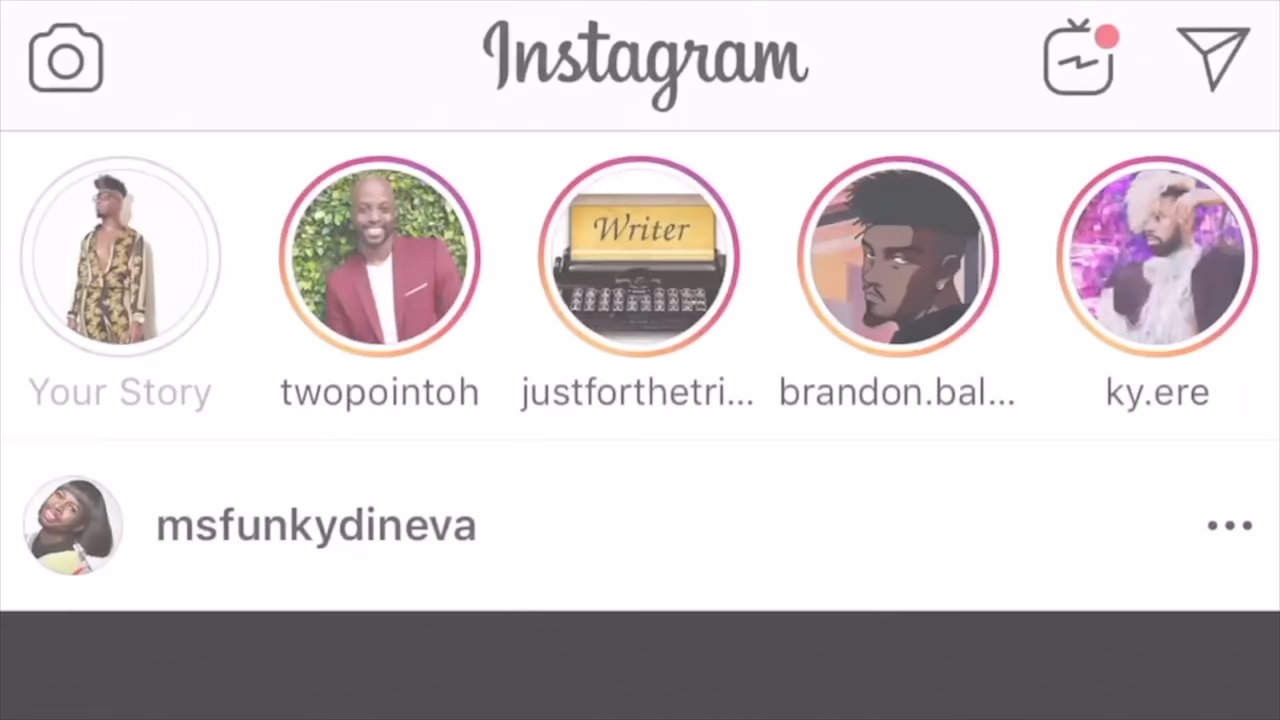 Instagram
Writer
Your Story
twopointoh
justforthetri...
brandon.bal...
ky.ere
msfunkydineva